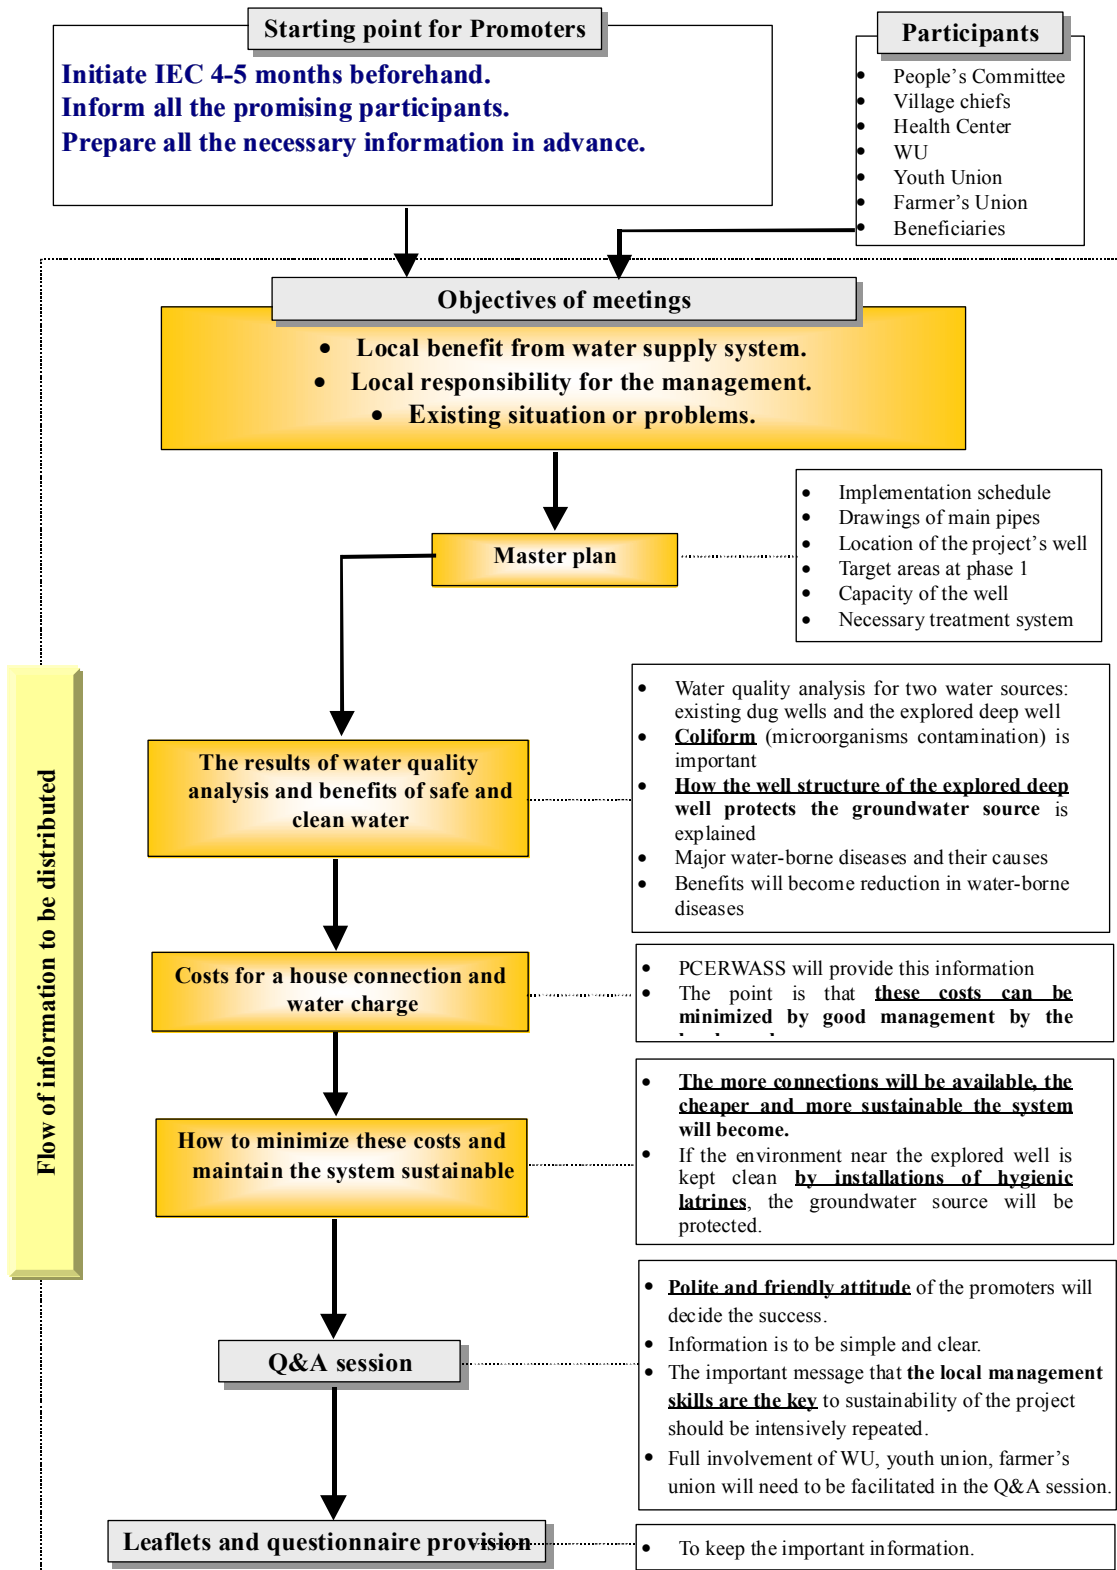 Starting point for Promoters
Initiate IEC 4-5 months beforehand.
Inform all the promising participants.
Prepare all the necessary information in advance.
Participants
• People’s Committee
• Village chiefs
• Health Center
• WU
• Youth Union
• Farmer’s Union
• Beneficiaries
Objectives of meetings
• Local benefit from water supply system.
• Local responsibility for the management.
• Existing situation or problems.
Master plan
• Implementation schedule
• Drawings of main pipes
• Location of the project’s well
• Target areas at phase 1
• Capacity of the well
• Necessary treatment system
Flow of information to be distributed
The results of water quality
analysis and benefits of safe and
clean water
• Water quality analysis for two water sources:
existing dug wells and the explored deep well
• Coliform (microorganisms contamination) is
important
• How the well structure of the explored deep
well protects the groundwater source is
explained
• Major water-borne diseases and their causes
• Benefits will become reduction in water-borne
diseases
Costs for a house connection and
water charge
• PCERWASS will provide this information
• The point is that these costs can be
minimized by good management by the
How to minimize these costs and
maintain the system sustainable
• The more connections will be available, the
cheaper and more sustainable the system
will become.
• If the environment near the explored well is
kept clean by installations of hygienic
latrines, the groundwater source will be
protected.
Q&A session
• Polite and friendly attitude of the promoters will
decide the success.
• Information is to be simple and clear.
• The important message that the local management
skills are the key to sustainability of the project
should be intensively repeated.
• Full involvement of WU, youth union, farmer’s
union will need to be facilitated in the Q&A session.
Leaflets and questionnaire provision
• To keep the important information.